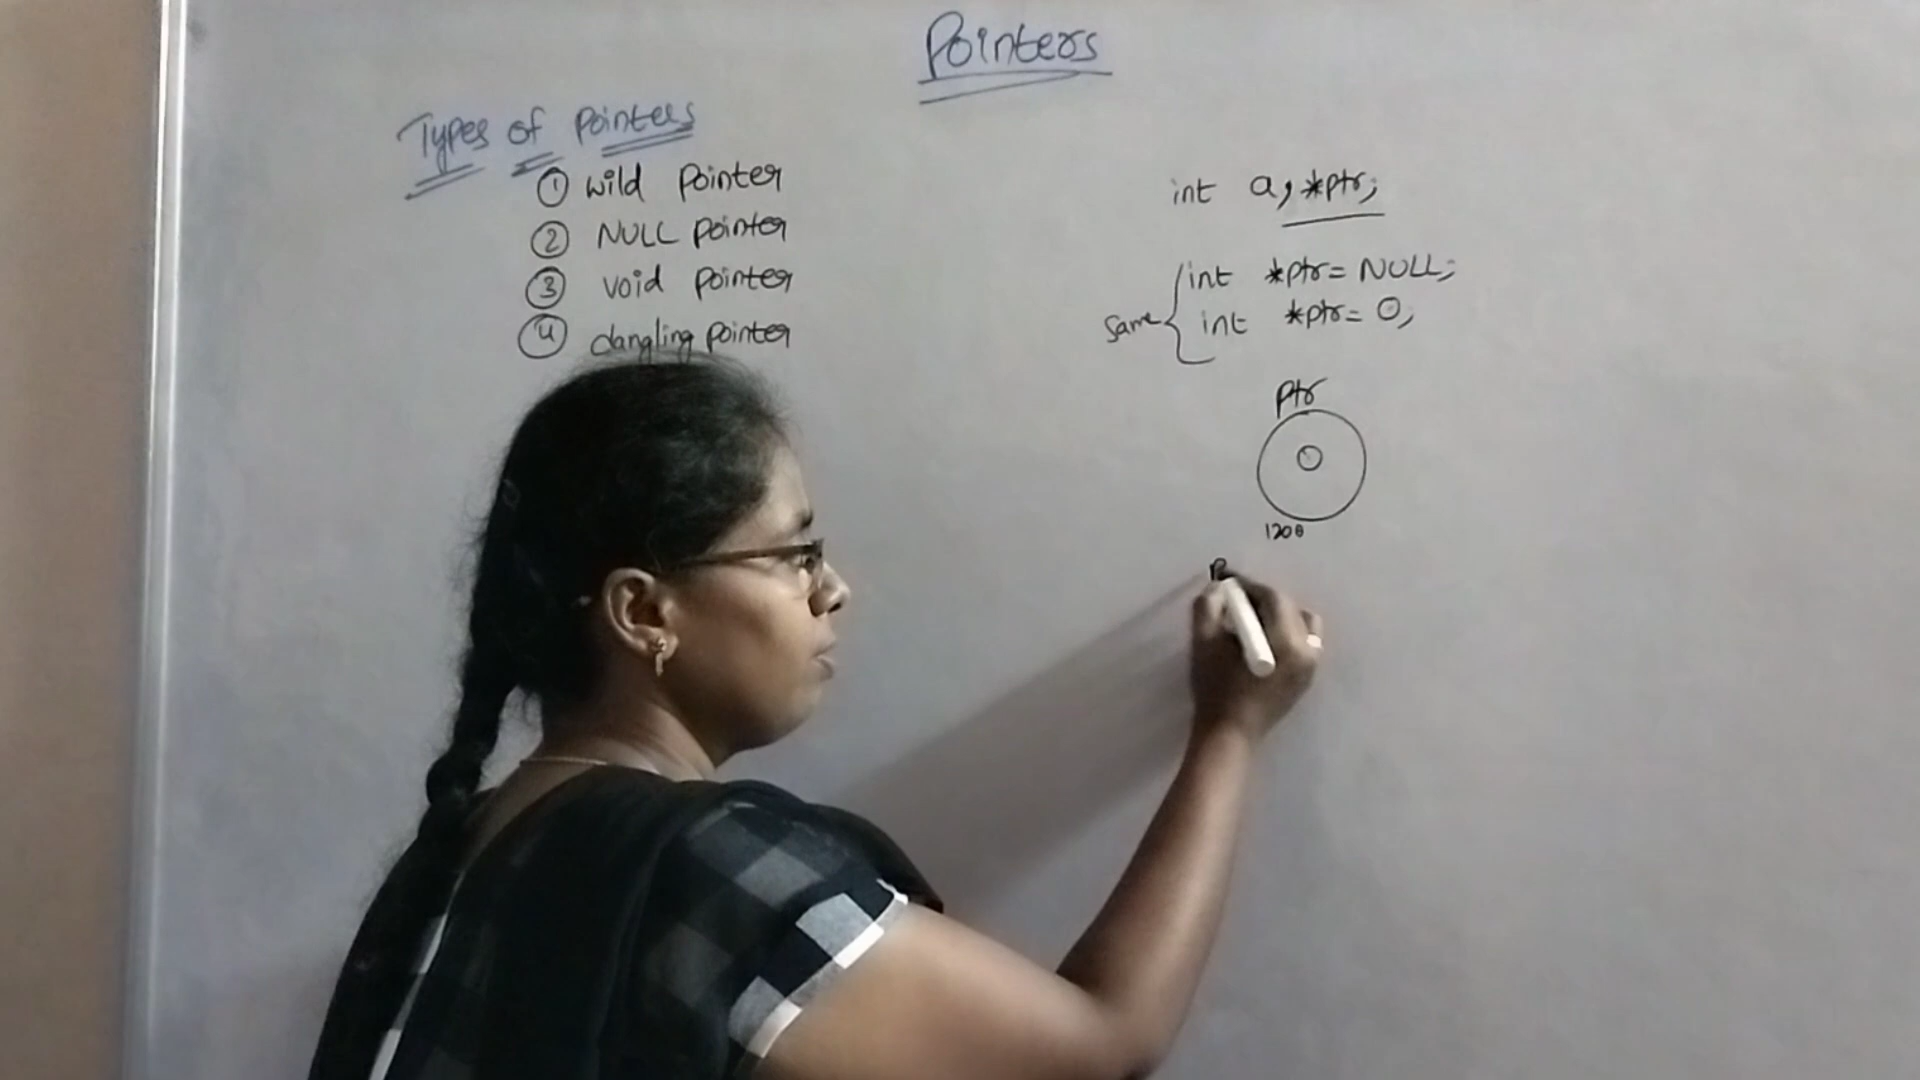 Pointers
Types of pointers
① wild pointer
② NULL pointer
③ void pointer
④ dangling pointer
int a, *ptr;
int *ptr = NULL;
same { int *ptr = 0;
ptr
0
1200
P